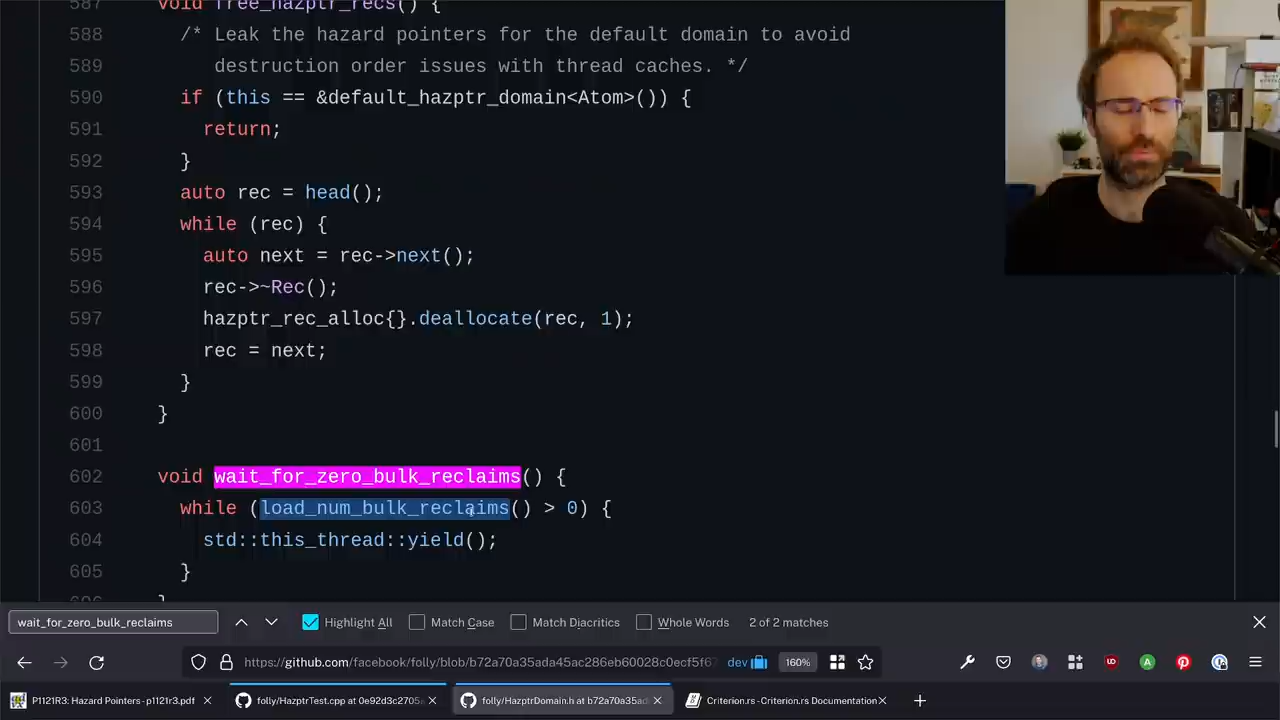 587 void free_hazptr_recs() {
588 /* Leak the hazard pointers for the default domain to avoid
589 destruction order issues with thread caches. */
590 if (this == &default_hazptr_domain<Atom>()) {
591 return;
592 }
593 auto rec = head();
594 while (rec) {
595 auto next = rec->next();
596 rec->~Rec();
597 hazptr_rec_alloc{}.deallocate(rec, 1);
598 rec = next;
599 }
600 }
601
602 void wait_for_zero_bulk_reclaims() {
603 while (load_num_bulk_reclaims() > 0) {
604 std::this_thread::yield();
605 }
wait_for_zero_bulk_reclaims Highlight All Match Case Match Diacritics Whole Words 2 of 2 matches
https://github.com/facebook/folly/blob/b72a70a35ada45ac286eb60028c0ecf5f67 dev 160%
P1121R3: Hazard Pointers - p1121r3.pdf folly/HazptrTest.cpp at 0e92d3c2705 folly/HazptrDomain.h at b72a70a35ad Criterion.rs - Criterion.rs Documentation